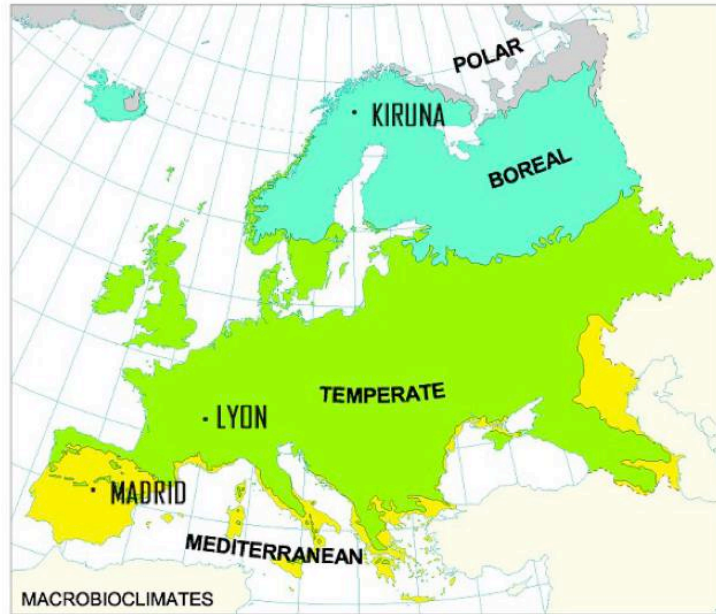 POLAR
KIRUNA
BOREAL
TEMPERATE
LYON
MADRID
MEDITERRANEAN
MACROBIOCLIMATES